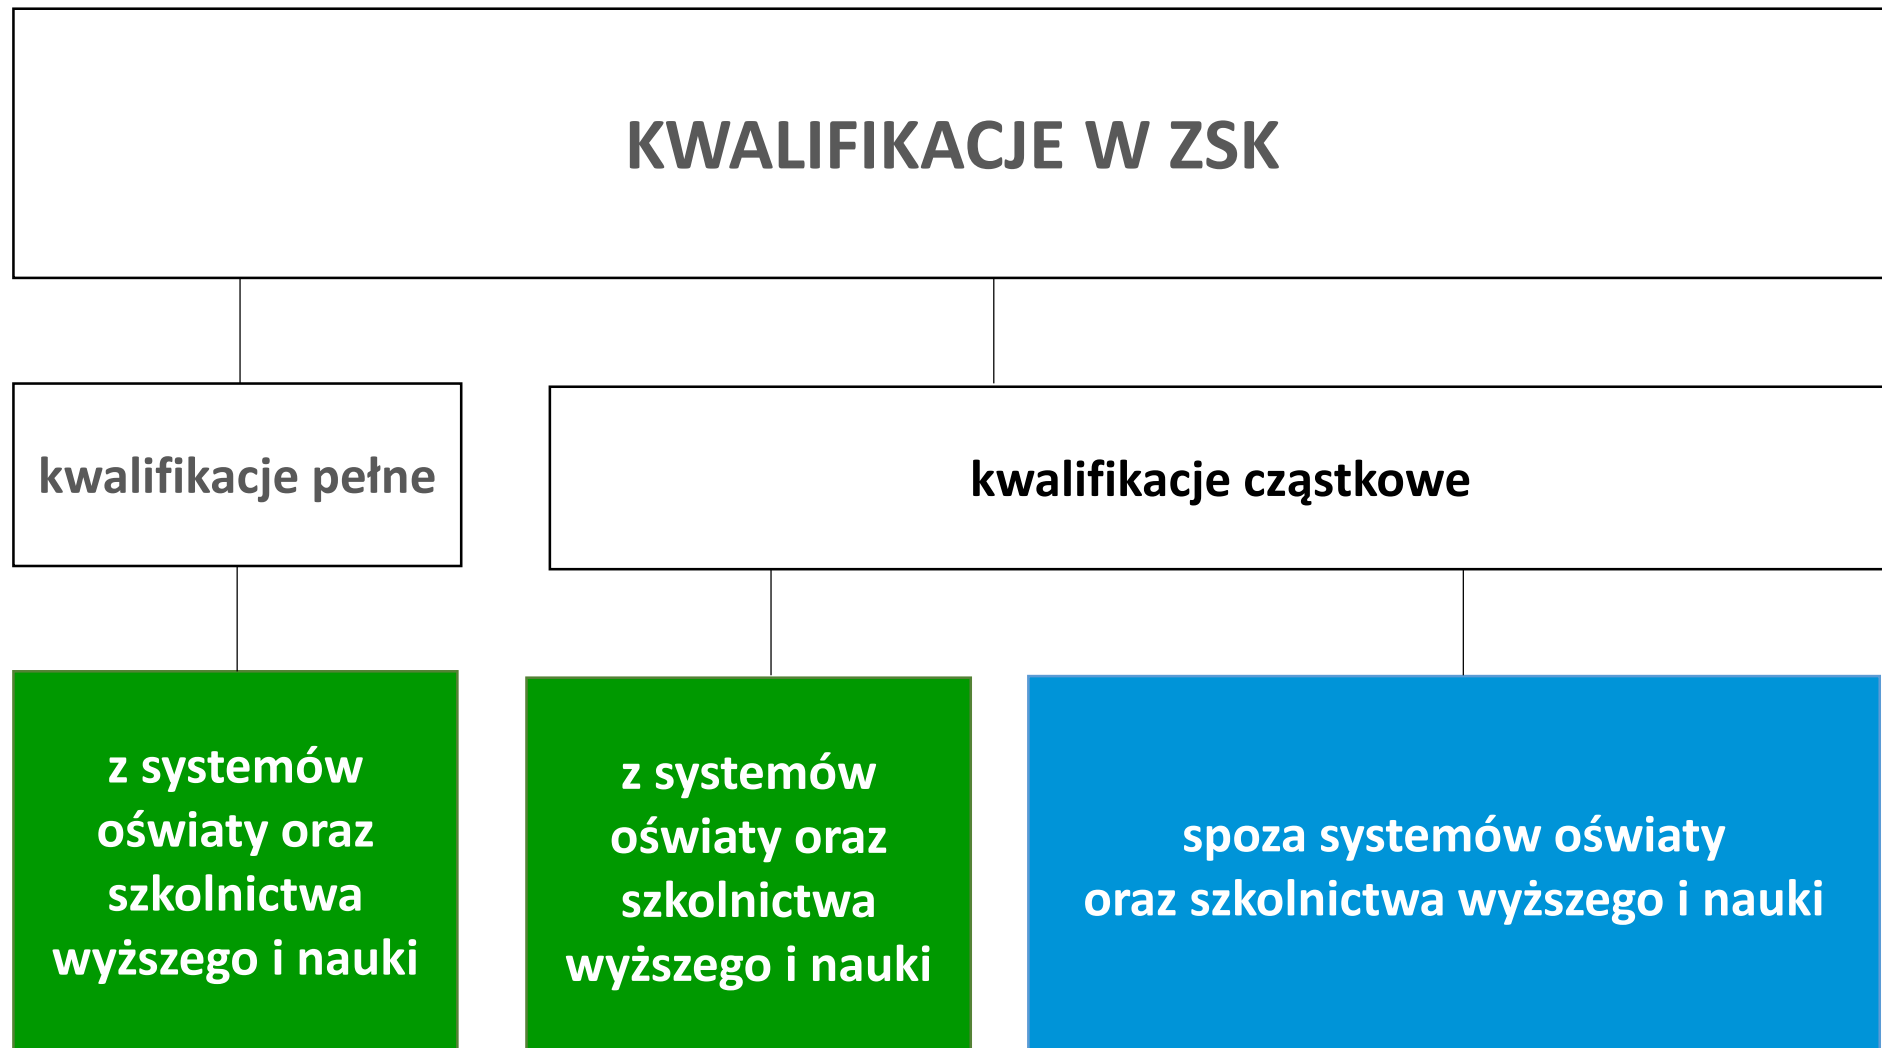 KWALIFIKACJE W ZSK
kwalifikacje pełne
kwalifikacje cząstkowe
z systemów
oświaty oraz
szkolnictwa
wyższego i nauki
z systemów
oświaty oraz
szkolnictwa
wyższego i nauki
spoza systemów oświaty
oraz szkolnictwa wyższego i nauki